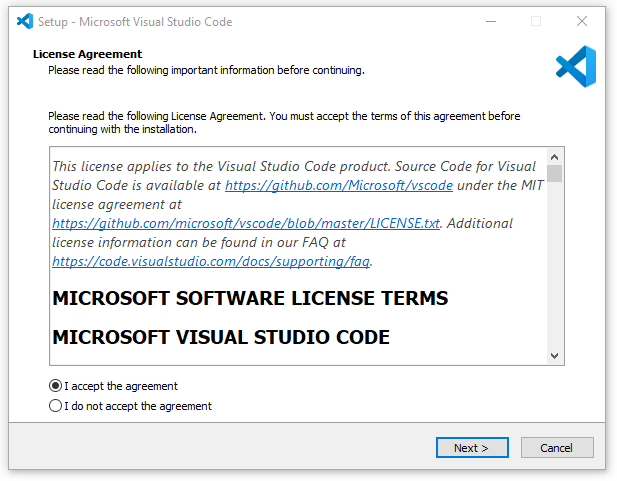 Setup - Microsoft Visual Studio Code
License Agreement
Please read the following important information before continuing.
Please read the following License Agreement. You must accept the terms of this agreement before
continuing with the installation.
This license applies to the Visual Studio Code product. Source Code for Visual
Studio Code is available at https://github.com/Microsoft/vscode under the MIT
license agreement at
https://github.com/microsoft/vscode/blob/master/LICENSE.txt. Additional
license information can be found in our FAQ at
https://code.visualstudio.com/docs/supporting/faq.
MICROSOFT SOFTWARE LICENSE TERMS
MICROSOFT VISUAL STUDIO CODE
I accept the agreement
I do not accept the agreement
Next >
Cancel